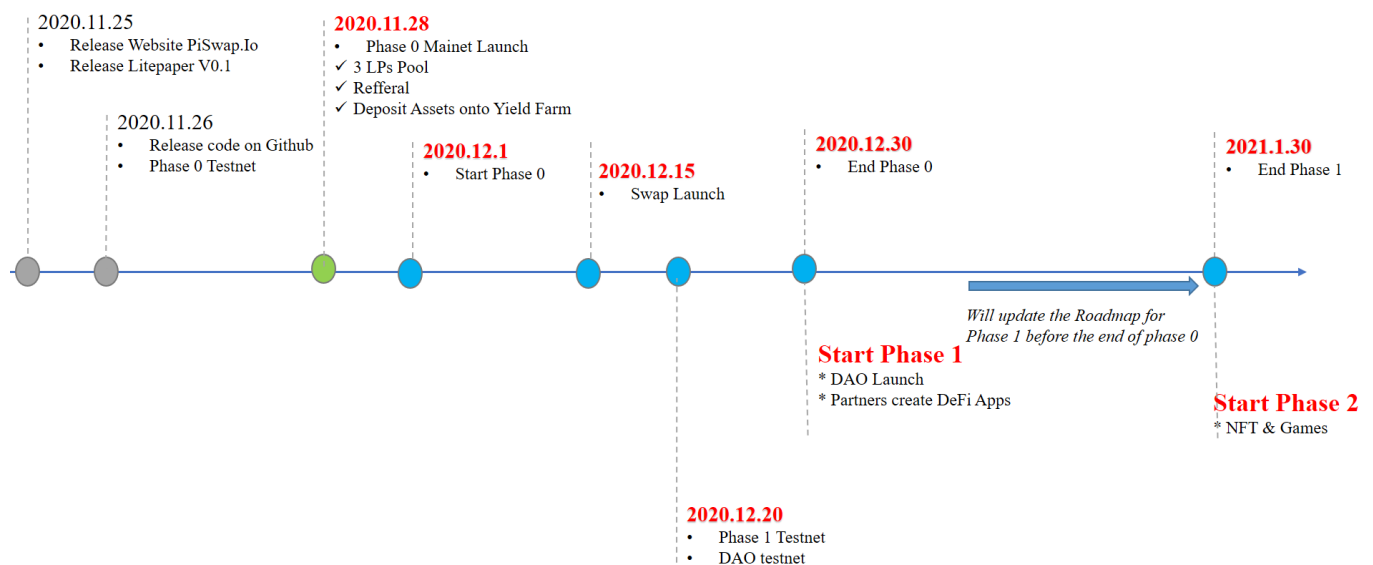 2020.11.25
• Release Website PiSwap.Io
• Release Litepaper V0.1
2020.11.26
• Release code on Github
• Phase 0 Testnet
2020.11.28
• Phase 0 Mainet Launch
✓ 3 LPs Pool
✓ Refferal
✓ Deposit Assets onto Yield Farm
2020.12.1
• Start Phase 0
2020.12.15
• Swap Launch
2020.12.20
• Phase 1 Testnet
• DAO testnet
2020.12.30
• End Phase 0
Start Phase 1
* DAO Launch
* Partners create DeFi Apps
Will update the Roadmap for
Phase 1 before the end of phase 0
2021.1.30
• End Phase 1
Start Phase 2
* NFT & Games